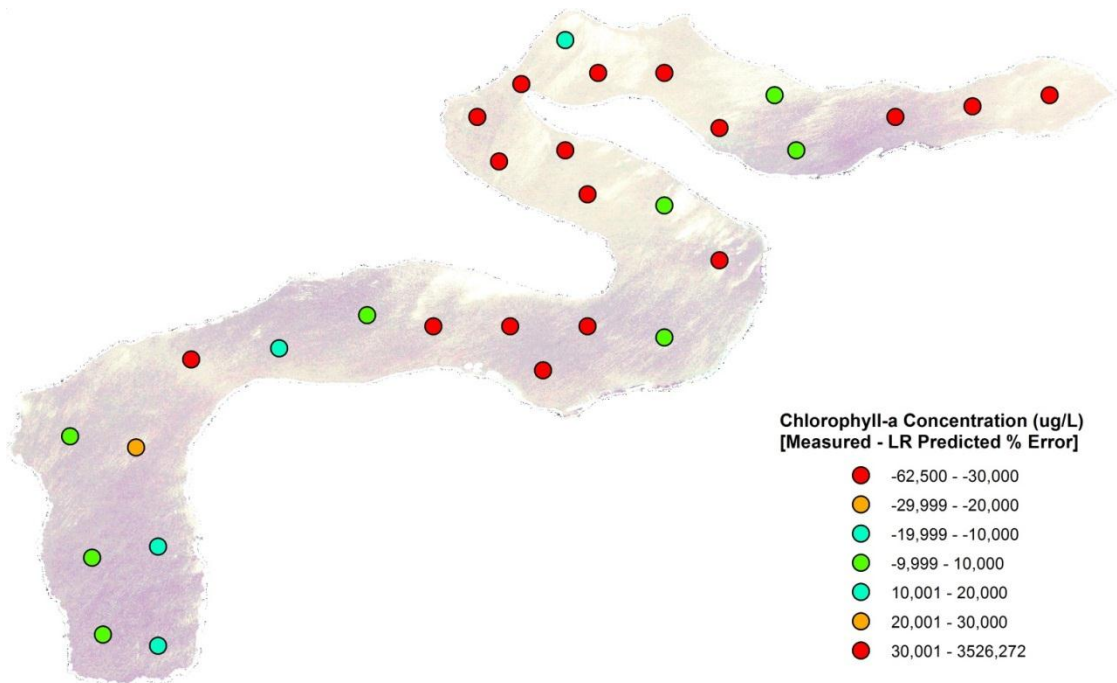 Chlorophyll-a Concentration (ug/L)
[Measured - LR Predicted % Error]
-62,500 - -30,000
-29,999 - -20,000
-19,999 - -10,000
-9,999 - 10,000
10,001 - 20,000
20,001 - 30,000
30,001 - 3526,272